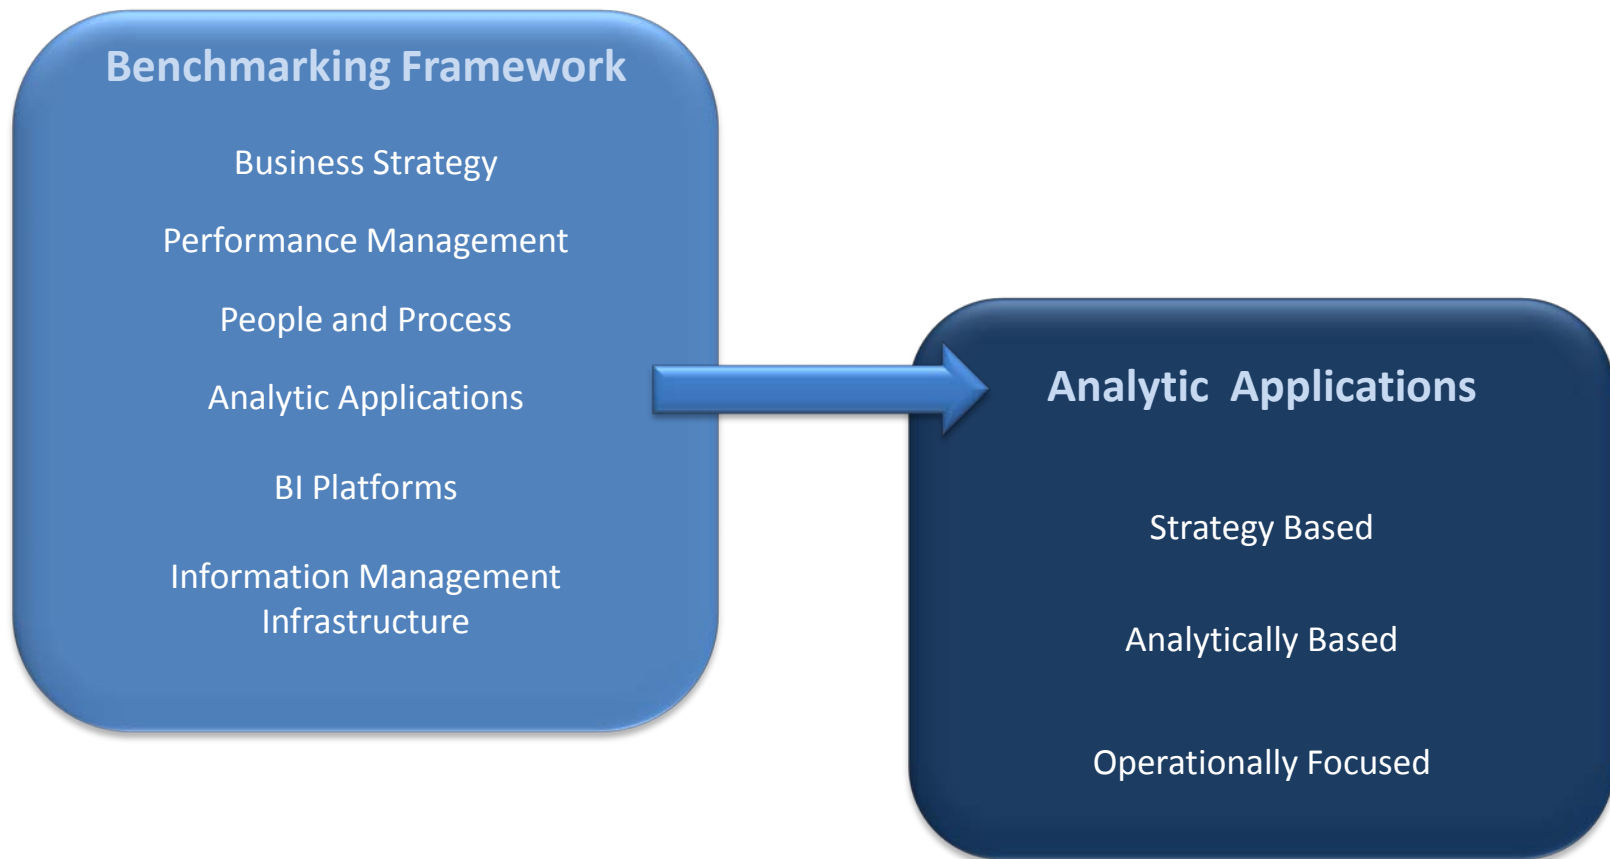 Benchmarking Framework
Business Strategy
Performance Management
People and Process
Analytic Applications
BI Platforms
Information Management
Infrastructure
Analytic Applications
Strategy Based
Analytically Based
Operationally Focused